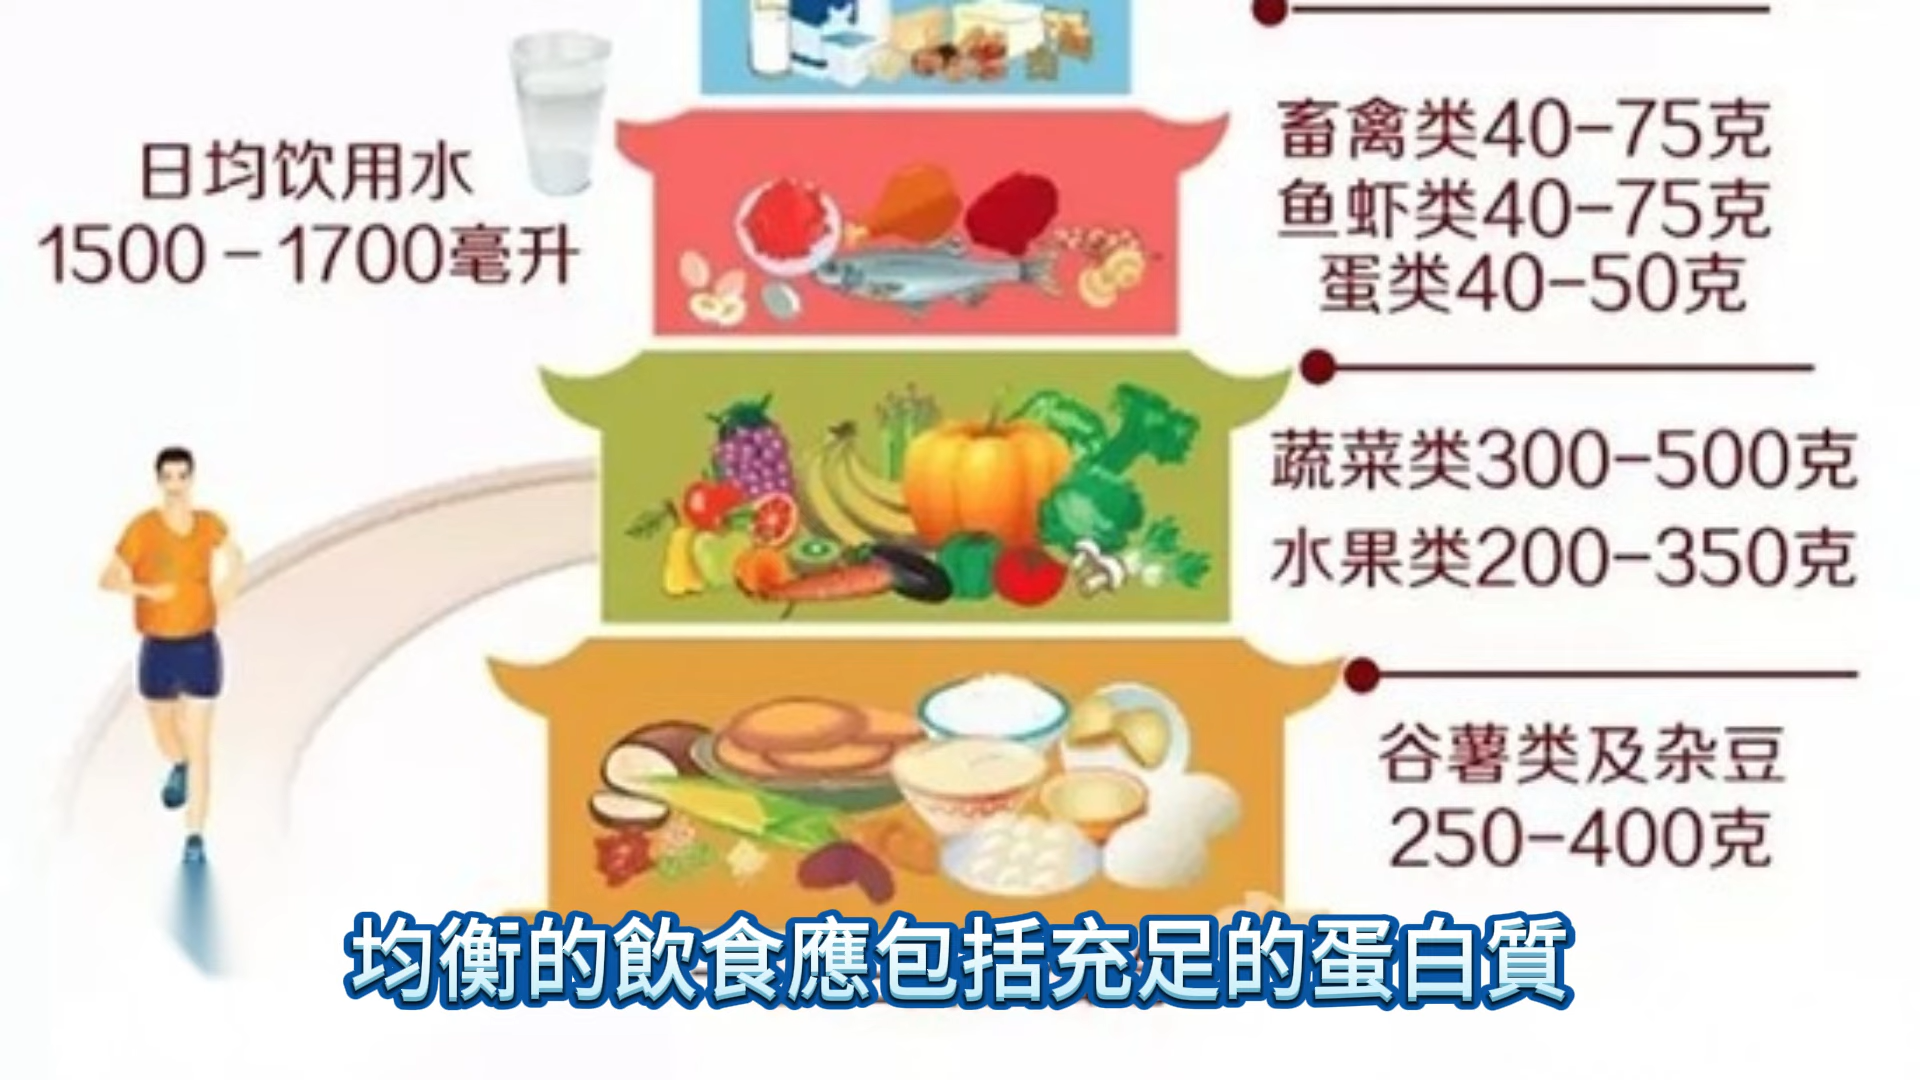 日均饮用水
1500-1700毫升
畜禽类40-75克
鱼虾类40-75克
蛋类40-50克
蔬菜类300-500克
水果类200-350克
谷薯类及杂豆
250-400克
均衡的飲食應包括充足的蛋白質